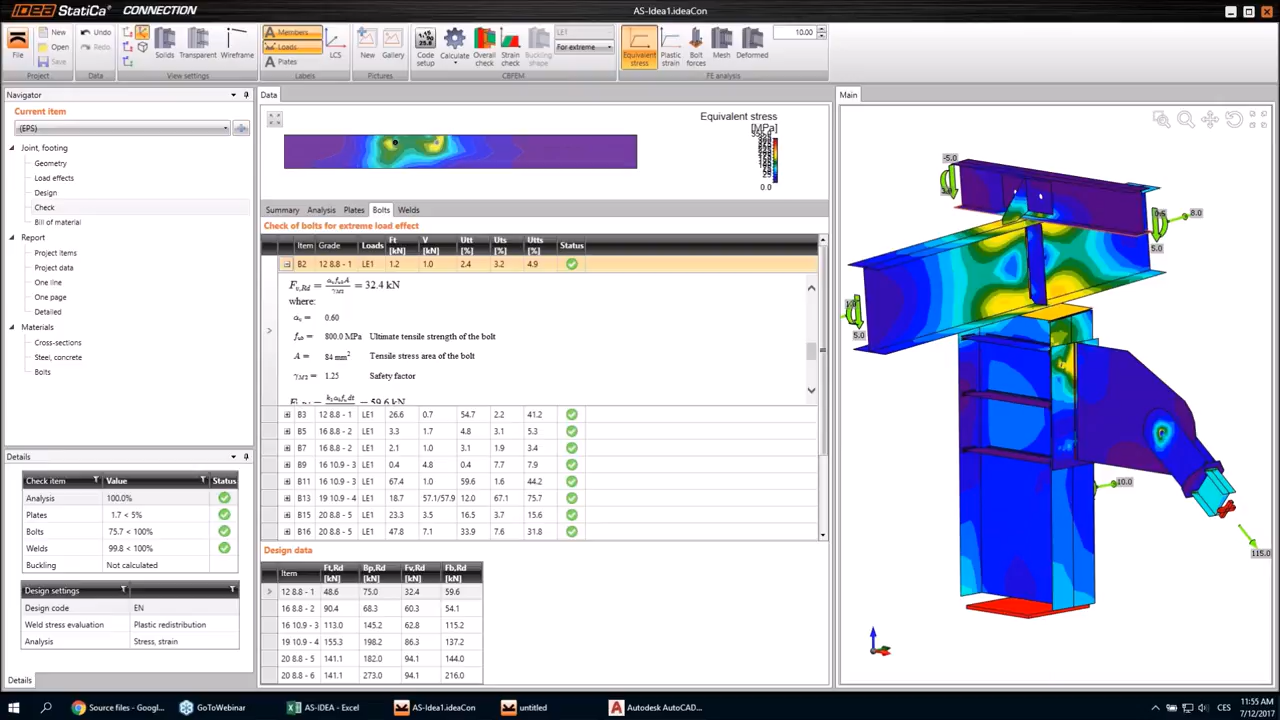 IDEA StatiCa® CONNECTION
AS-Idea1.ideaCon
File
New
Open
Save
Project
Undo
Redo
Data
Solids
Transparent
Wireframe
View settings
Members
Loads
Plates
LCS
Labels
New
Gallery
Pictures
Code setup
Calculate
Overall check
Strain check
Buckling shape
LE1
For extreme
CBFEM
Equivalent stress
Plastic strain
Bolt forces
Mesh
Deformed
10.00
FE analysis
Navigator
Current item
(EPS)
Joint, footing
Geometry
Load effects
Design
Check
Bill of material
Report
Project items
Project data
One line
One page
Detailed
Materials
Cross-sections
Steel, concrete
Bolts
Details
Check item Value Status
Analysis 100.0%
Plates 1.7 < 5%
Bolts 75.7 < 100%
Welds 99.8 < 100%
Buckling Not calculated
Design settings
Design code EN
Weld stress evaluation Plastic redistribution
Analysis Stress, strain
Details
Data
Equivalent stress
[MPa]
0.0
Summary Analysis Plates Bolts Welds
Check of bolts for extreme load effect
Item Grade Loads Ft [kN] V [kN] Utt [%] Uts [%] Utts [%] Status
B2 12 8.8 - 1 LE1 1.2 1.0 2.4 3.2 4.9
Fv,Rd = αv fub A / γM2 = 32.4 kN
where:
αv = 0.60
fub = 800.0 MPa Ultimate tensile strength of the bolt
A = 84 mm² Tensile stress area of the bolt
γM2 = 1.25 Safety factor
= 59.6 kN
B3 12 8.8 - 1 LE1 26.6 0.7 54.7 2.2 41.2
B5 16 8.8 - 2 LE1 3.3 1.7 4.8 3.1 5.3
B7 16 8.8 - 2 LE1 2.1 1.0 3.1 1.9 3.4
B9 16 10.9 - 3 LE1 0.4 4.8 0.4 7.7 7.9
B11 16 10.9 - 3 LE1 67.4 1.0 59.6 1.6 44.2
B13 19 10.9 - 4 LE1 18.7 57.1/57.9 67.1 75.7
B15 20 8.8 - 5 LE1 23.3 3.5 16.5 3.7 15.6
B16 20 8.8 - 5 LE1 47.8 7.1 33.9 7.6 31.8
Design data
Item Ft,Rd [kN] Bp,Rd [kN] Fv,Rd [kN] Fb,Rd [kN]
12 8.8 - 1 48.6 75.0 32.4 59.6
16 8.8 - 2 90.4 68.3 60.3 54.1
16 10.9 - 3 113.0 145.2 62.8 115.2
19 10.9 - 4 155.3 198.2 86.3 137.2
20 8.8 - 5 141.1 182.0 94.1 144.0
20 8.8 - 6 141.1 273.0 94.1 216.0
Main
-5.0
8.0
5.0
5.0
10.0
115.0
Source files - Googl...
GoToWebinar
AS-IDEA - Excel
AS-Idea1.ideaCon
untitled
Autodesk AutoCAD...
CES
11:55 AM
7/12/2017